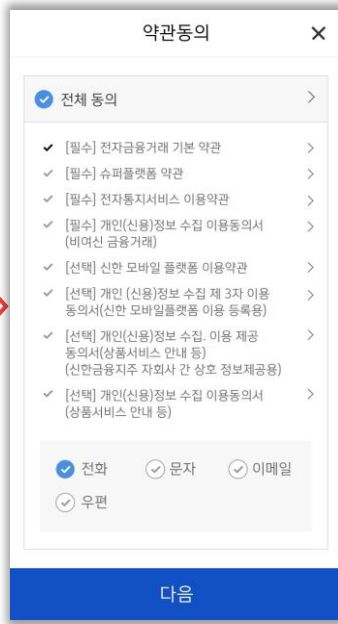 약관동의
전체 동의
[필수] 전자금융거래 기본 약관
[필수] 슈퍼플랫폼 약관
[필수] 전자통지서비스 이용약관
[필수] 개인(신용)정보 수집 이용동의서
(비여신 금융거래)
[선택] 신한 모바일 플랫폼 이용약관
[선택] 개인 (신용)정보 수집 제 3자 이용
동의서(신한 모바일플랫폼 이용 등록용)
[선택] 개인(신용)정보 수집. 이용 제공
동의서(상품서비스 안내 등)
(신한금융지주 자회사 간 상호 정보제공용)
[선택] 개인(신용)정보 수집 이용동의서
(상품서비스 안내 등)
전화 문자 이메일
우편
다음